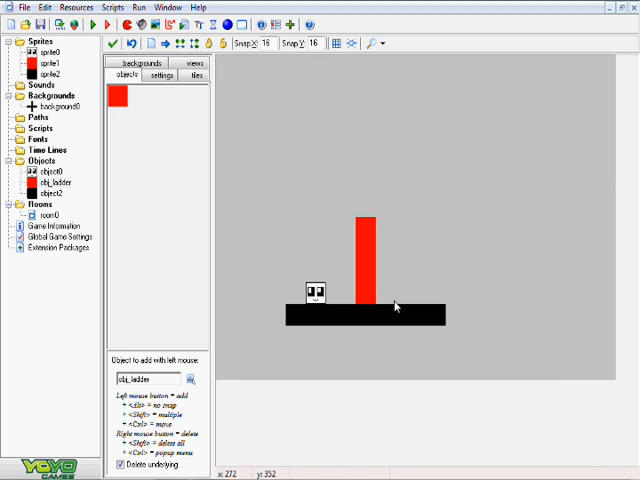 File Edit Resources Scripts Run Window Help
SnapX: 16 SnapY: 16
Sprites
sprite0
sprite1
sprite2
Sounds
Backgrounds
background0
Paths
Scripts
Fonts
Time Lines
Objects
object0
obj_ladder
object2
Rooms
room0
Game Information
Global Game Settings
Extension Packages
backgrounds views
objects settings tiles
Object to add with left mouse:
obj_ladder
Left mouse button = add
+ <Alt> = no snap
+ <Shift> = multiple
+ <Ctrl> = move
Right mouse button = delete
+ <Shift> = delete all
+ <Ctrl> = popup menu
Delete underlying
YOYO
GAMES
x: 272 y: 352